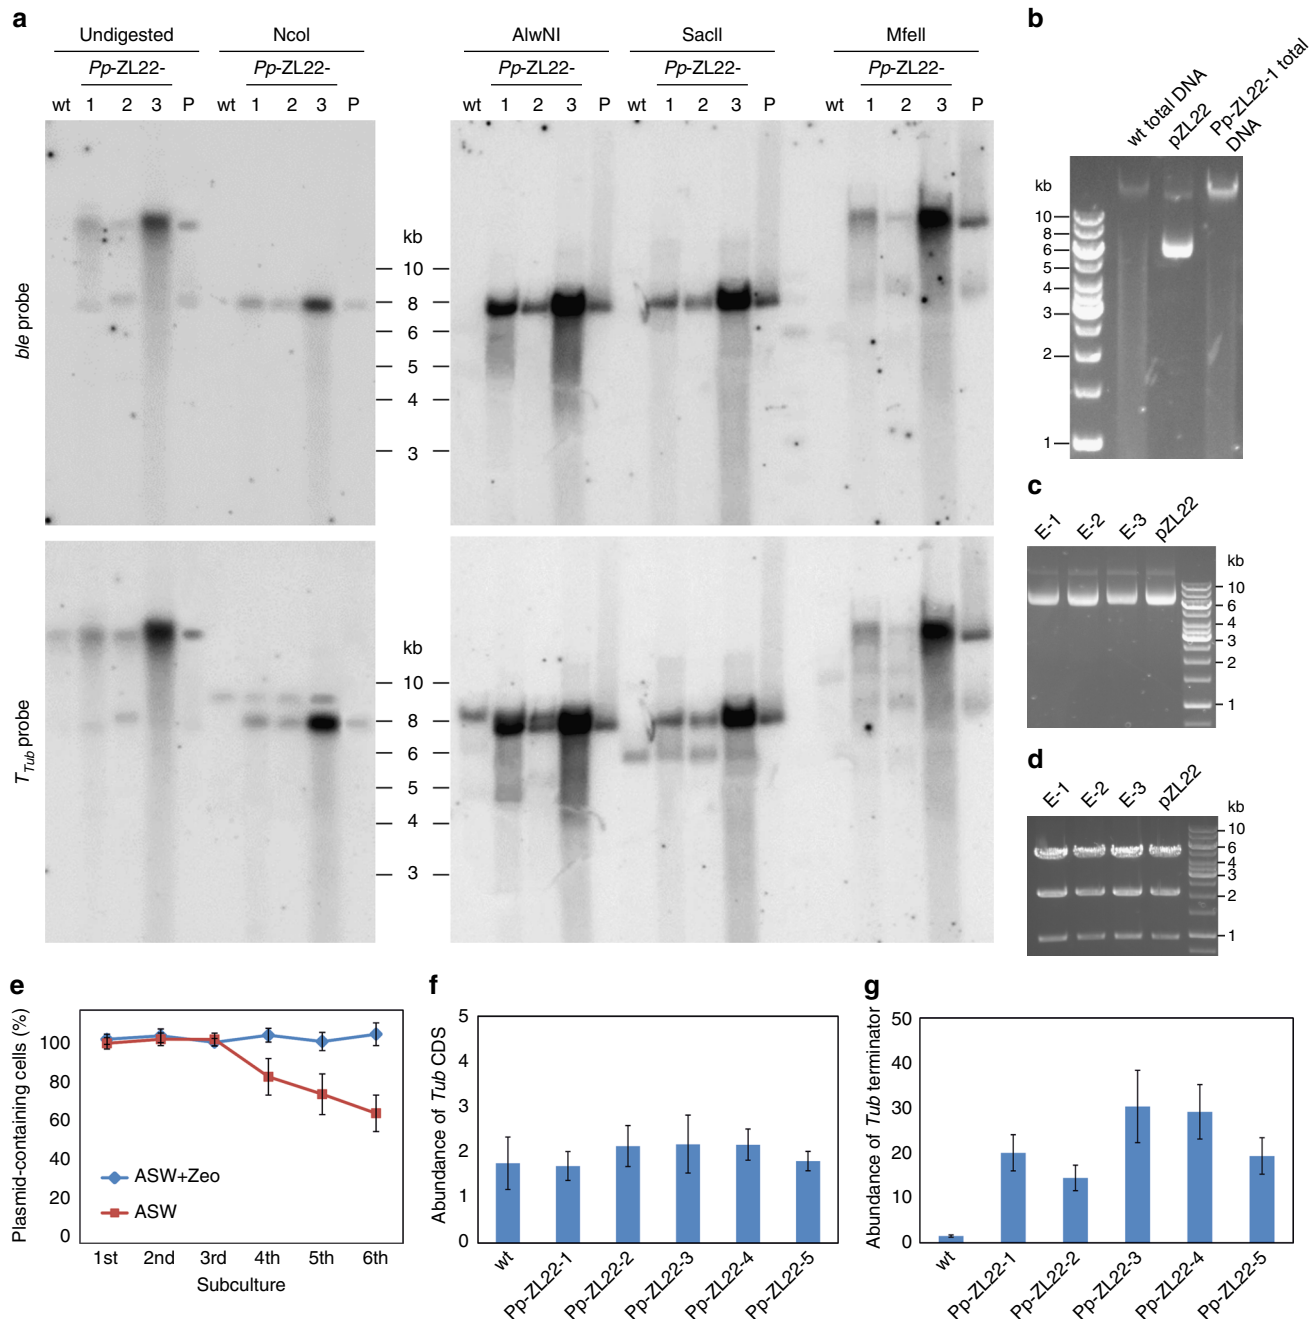 a
Undigested NcoI AlwNI SacII MfeII
Pp-ZL22- Pp-ZL22- Pp-ZL22- Pp-ZL22- Pp-ZL22-
wt 1 2 3 P wt 1 2 3 P wt 1 2 3 P wt 1 2 3 P wt 1 2 3 P
ble probe
kb
10
8
6
5
4
3
T_Tub probe
kb
10
8
6
5
4
3
b
wt total DNA
pZL22
Pp-ZL22-1 total
DNA
kb
10
8
6
5
4
3
2
1
c
E-1 E-2 E-3 pZL22
kb
10
6
4
3
2
1
d
E-1 E-2 E-3 pZL22
kb
10
6
4
3
2
1
e
Plasmid-containing cells (%)
100
80
60
40
20
0
ASW+Zeo
ASW
1st 2nd 3rd 4th 5th 6th
Subculture
f
Abundance of Tub CDS
5
4
3
2
1
0
wt Pp-ZL22-1 Pp-ZL22-2 Pp-ZL22-3 Pp-ZL22-4 Pp-ZL22-5
g
Abundance of Tub terminator
50
40
30
20
10
0
wt Pp-ZL22-1 Pp-ZL22-2 Pp-ZL22-3 Pp-ZL22-4 Pp-ZL22-5